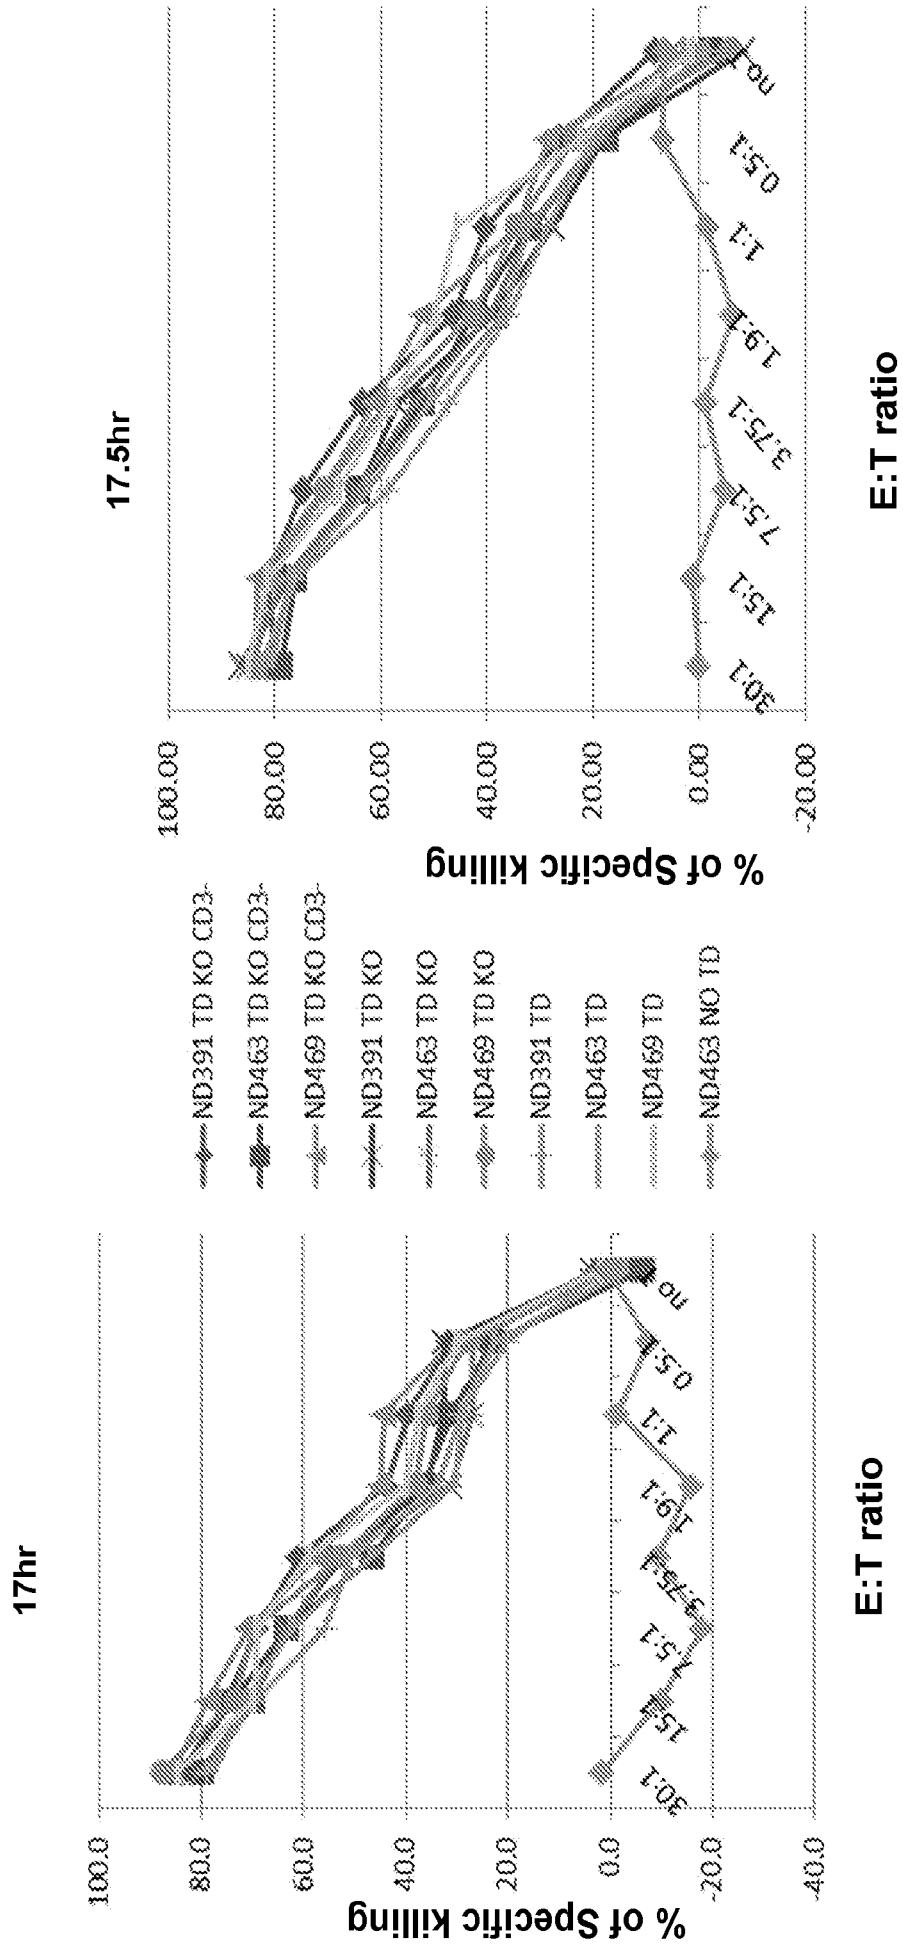 17hr
% of Specific killing
100.0
80.0
60.0
40.0
20.0
0.0
-20.0
-40.0
30:1
15:1
7.5:1
3.75:1
1.9:1
1:1
0.5:1
no T
E:T ratio
ND391 TD KO CD3-
ND463 TD KO CD3-
ND469 TD KO CD3-
ND391 TD KO
ND463 TD KO
ND469 TD KO
ND391 TD
ND463 TD
ND469 TD
ND463 NO TD
17.5hr
% of Specific killing
100.00
80.00
60.00
40.00
20.00
0.00
-20.00
30:1
15:1
7.5:1
3.75:1
1.9:1
1:1
0.5:1
no T
E:T ratio